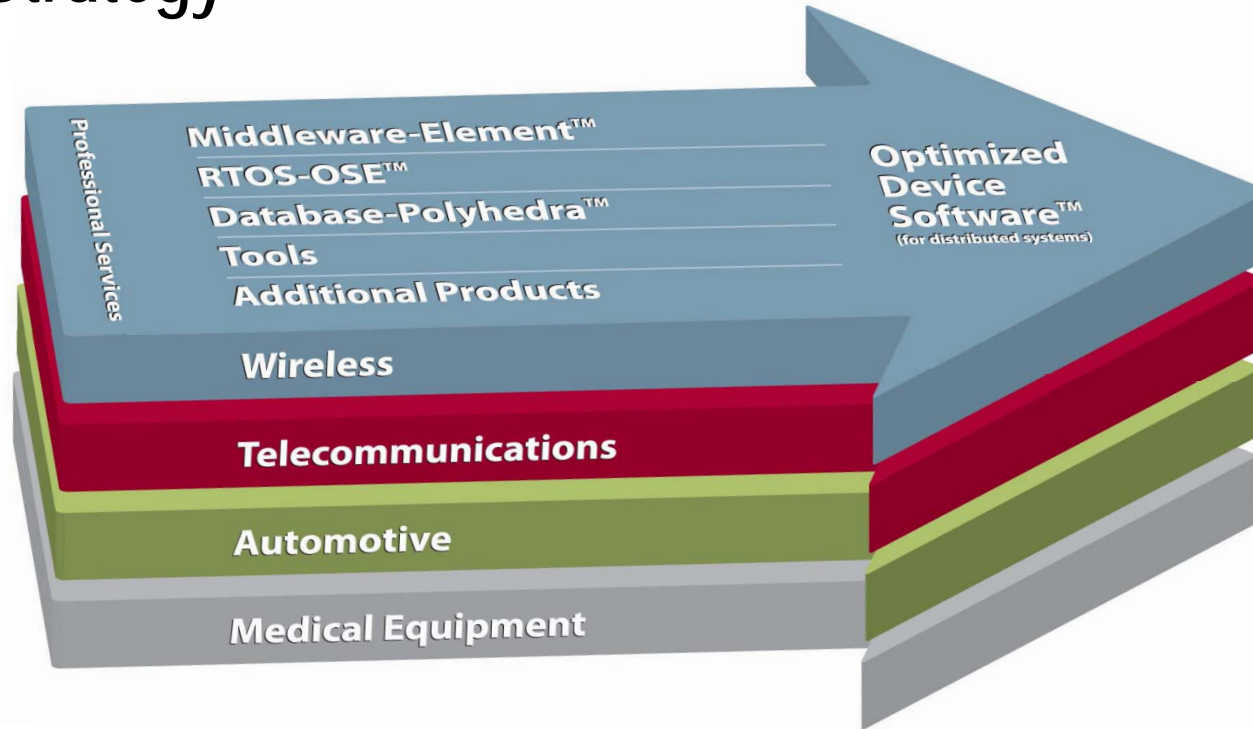 Strategy
Professional Services
Middleware-Element™
RTOS-OSE™
Database-Polyhedra™
Tools
Additional Products
Optimized
Device
Software™
(for distributed systems)
Wireless
Telecommunications
Automotive
Medical Equipment